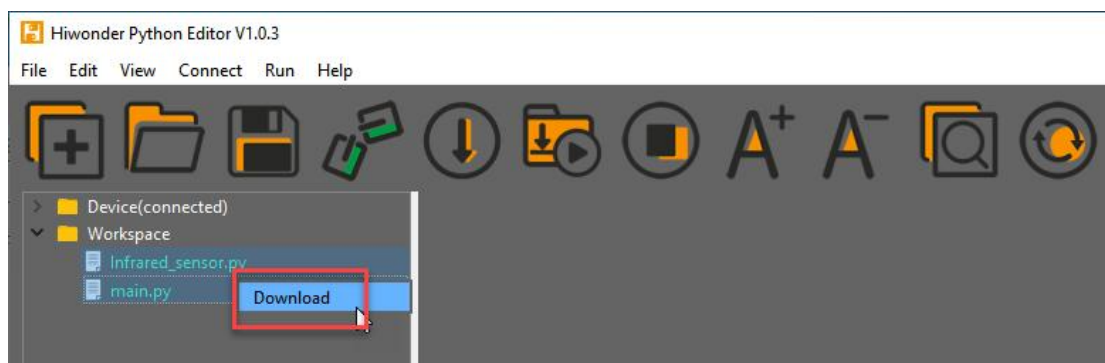 Hiwonder Python Editor V1.0.3
File Edit View Connect Run Help
A+ A-
Device(connected)
Workspace
Infrared_sensor.py
main.py
Download